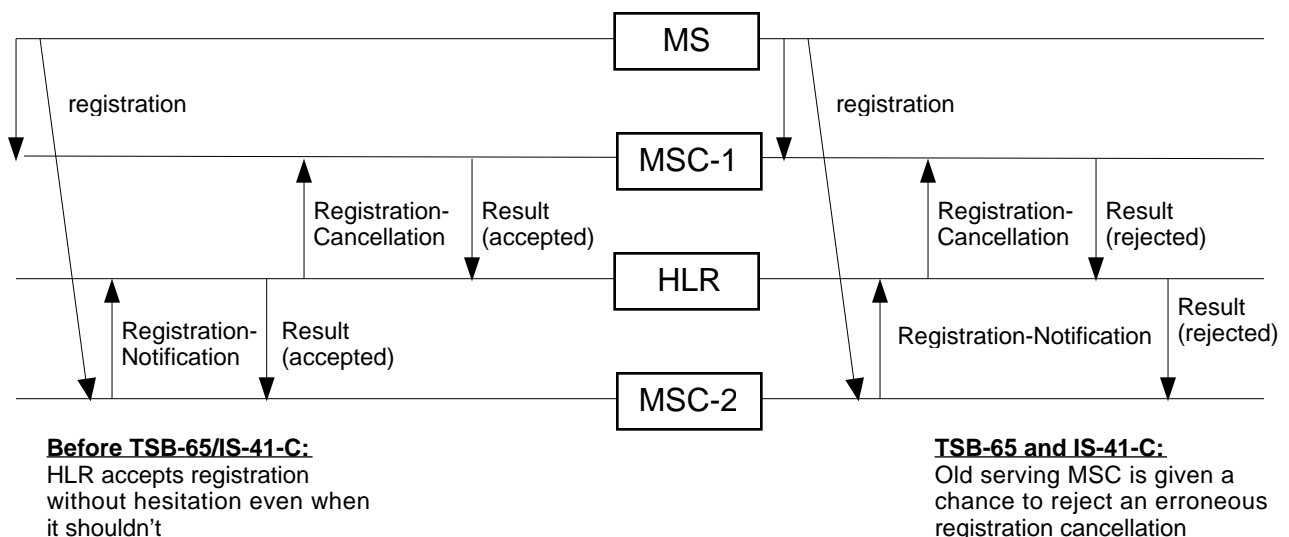 MS
registration
registration
MSC-1
Registration-
Cancellation
Result
(accepted)
Registration-
Cancellation
Result
(rejected)
HLR
Registration-
Notification
Result
(accepted)
Registration-Notification
Result
(rejected)
MSC-2
Before TSB-65/IS-41-C:
HLR accepts registration
without hesitation even when
it shouldn't
TSB-65 and IS-41-C:
Old serving MSC is given a
chance to reject an erroneous
registration cancellation